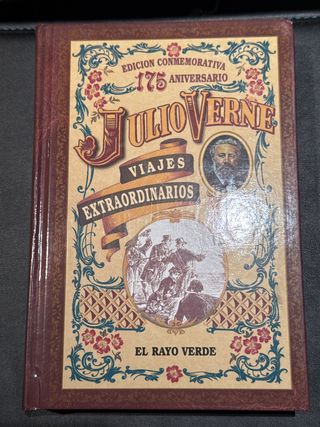 EDICION CONMEMORATIVA
175 ANIVERSARIO
JULIO VERNE
VIAJES
EXTRAORDINARIOS
EL RAYO VERDE